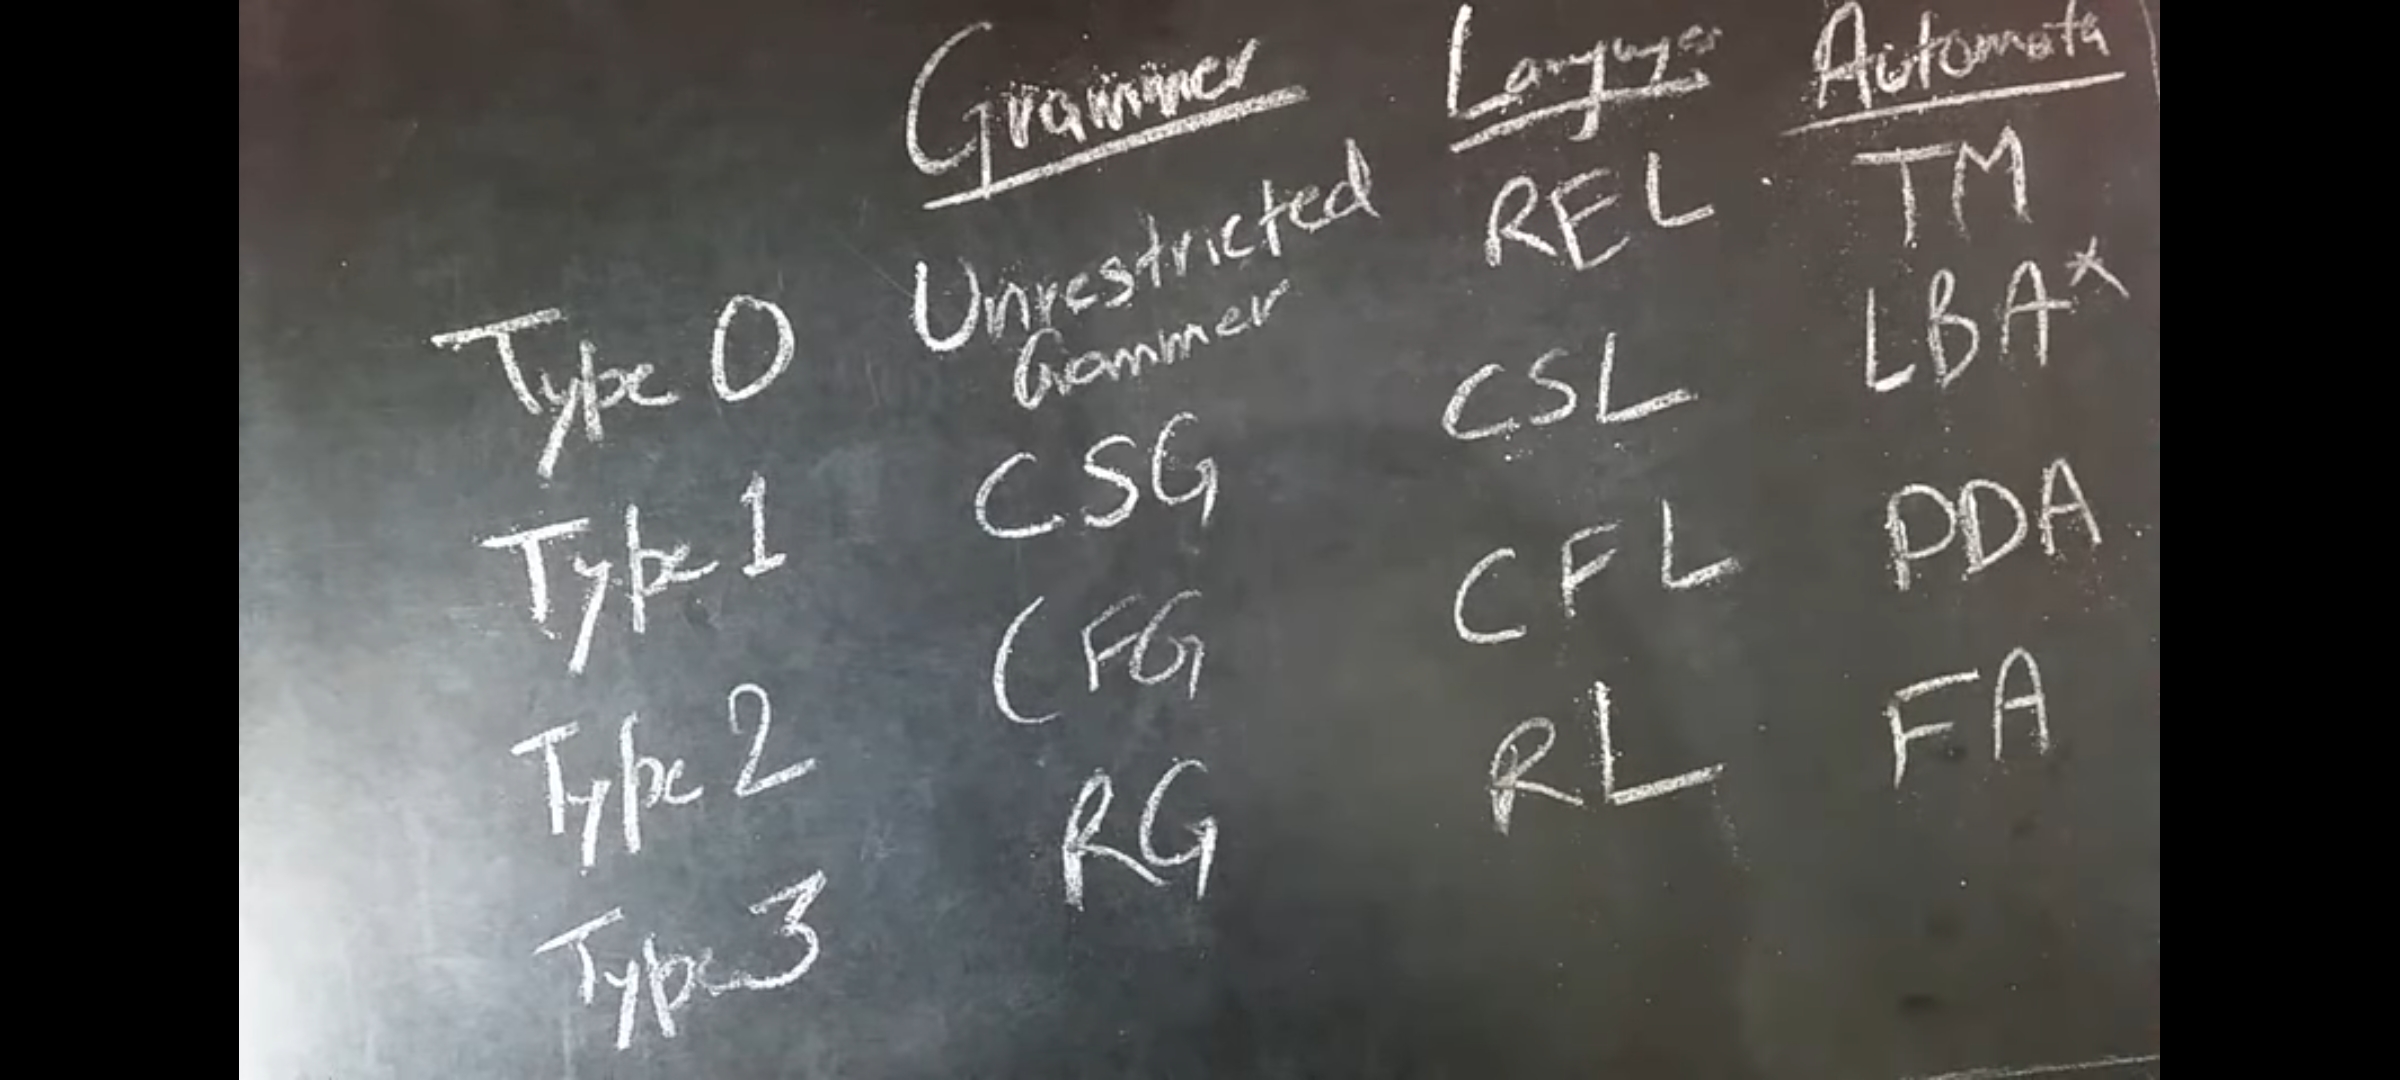 Grammer Languages Automata
Type 0 Unrestricted Grammer REL TM
Type 1 CSG CSL LBA*
Type 2 CFG CFL PDA
Type 3 RG RL FA